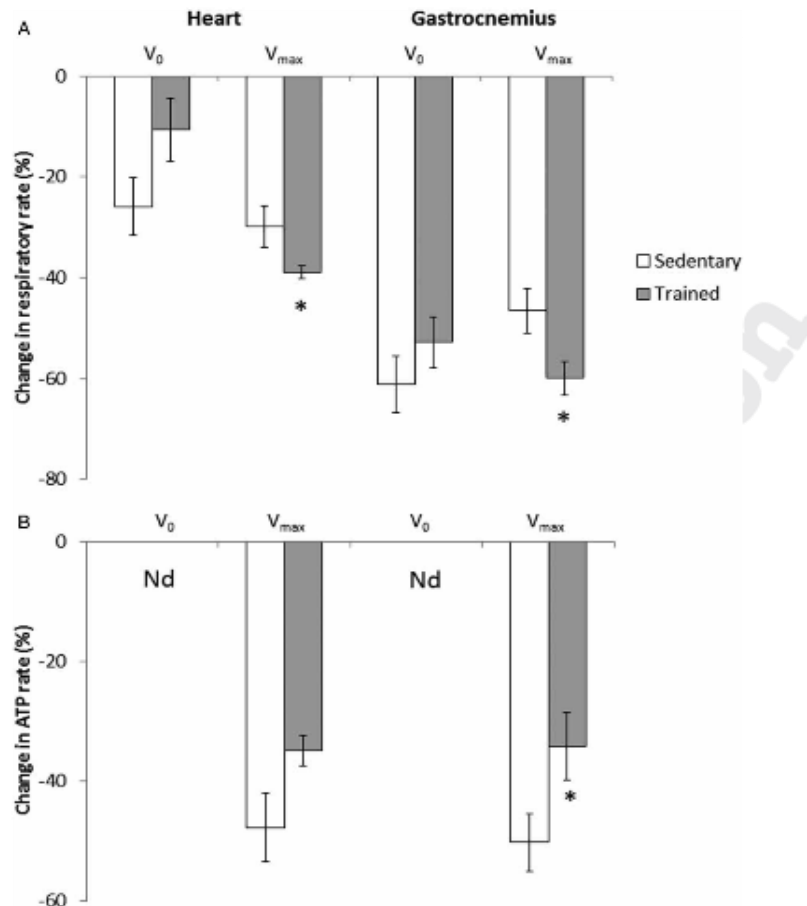 Heart Gastrocnemius
A
V0 Vmax V0 Vmax
0
-20
-40
-60
-80
Change in respiratory rate (%)
* *
Sedentary
Trained
B
V0 Vmax V0 Vmax
0
-20
-40
-60
Change in ATP rate (%)
Nd Nd
*